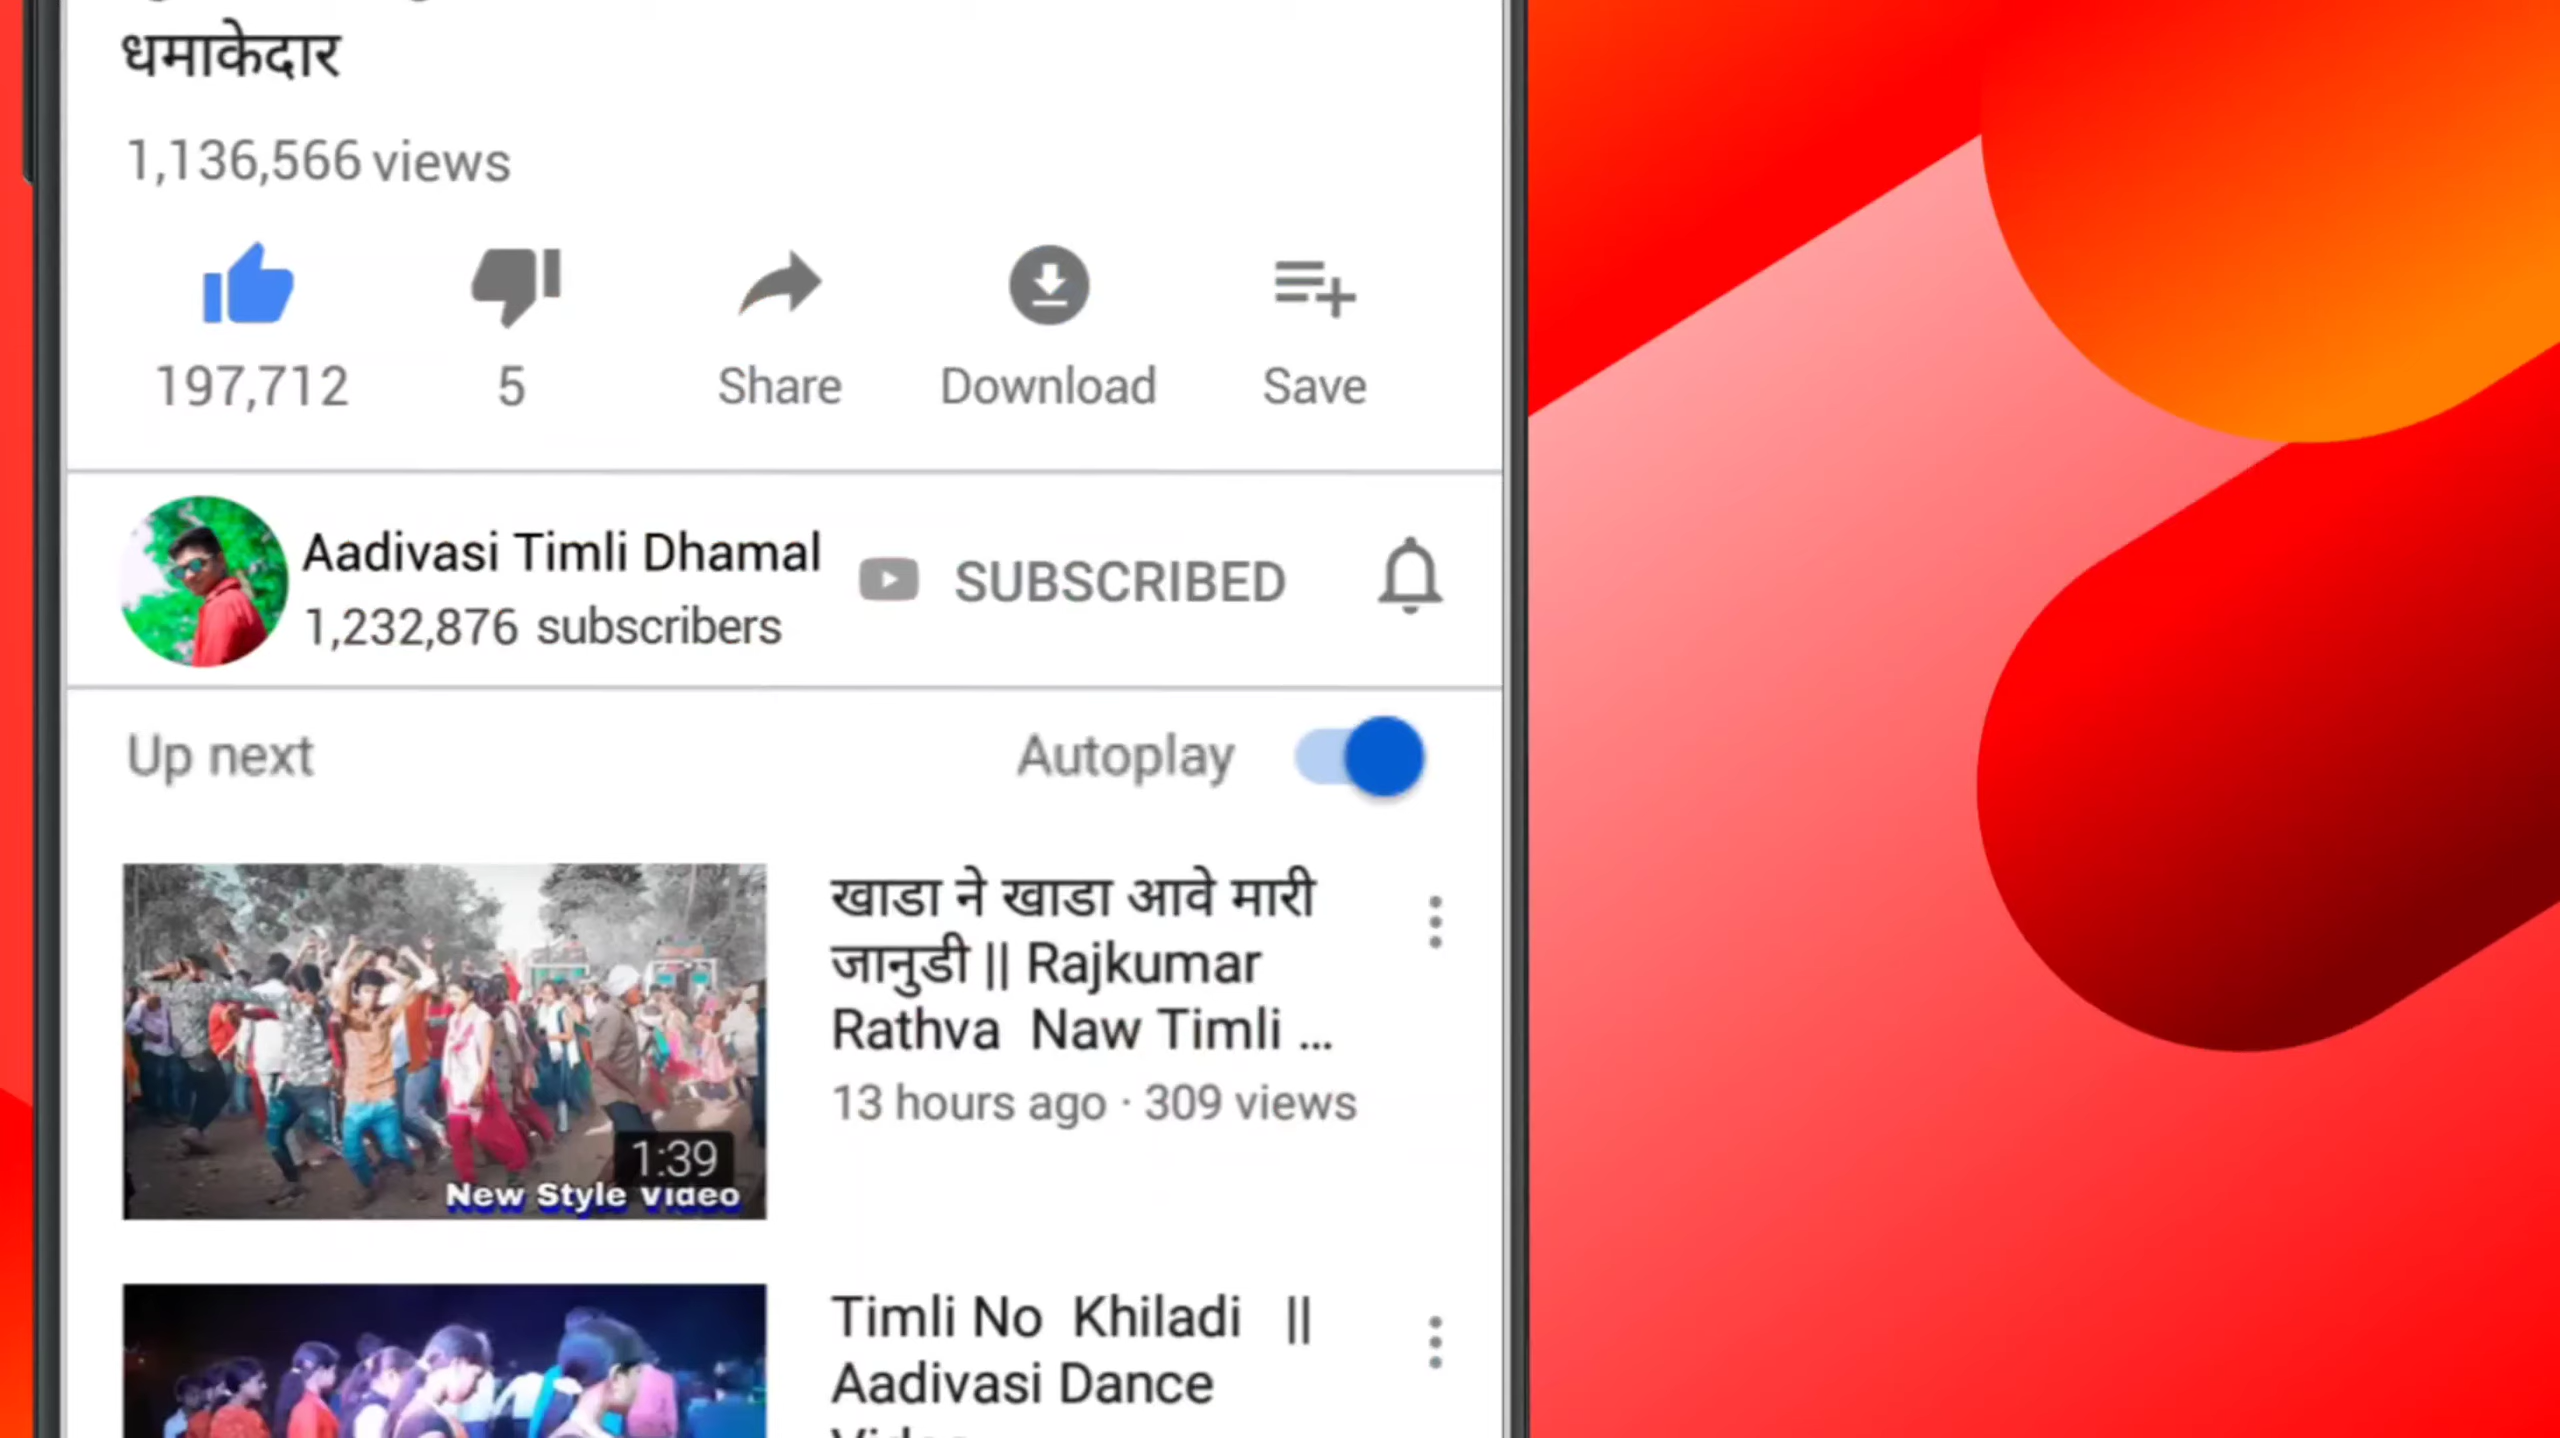 धमाकेदार
1,136,566 views
197,712 5 Share Download Save
Aadivasi Timli Dhamal
1,232,876 subscribers
SUBSCRIBED
Up next Autoplay
खाडा ने खाडा आवे मारी
जानुडी || Rajkumar
Rathva Naw Timli ...
13 hours ago · 309 views
1:39
New Style Video
Timli No Khiladi ||
Aadivasi Dance